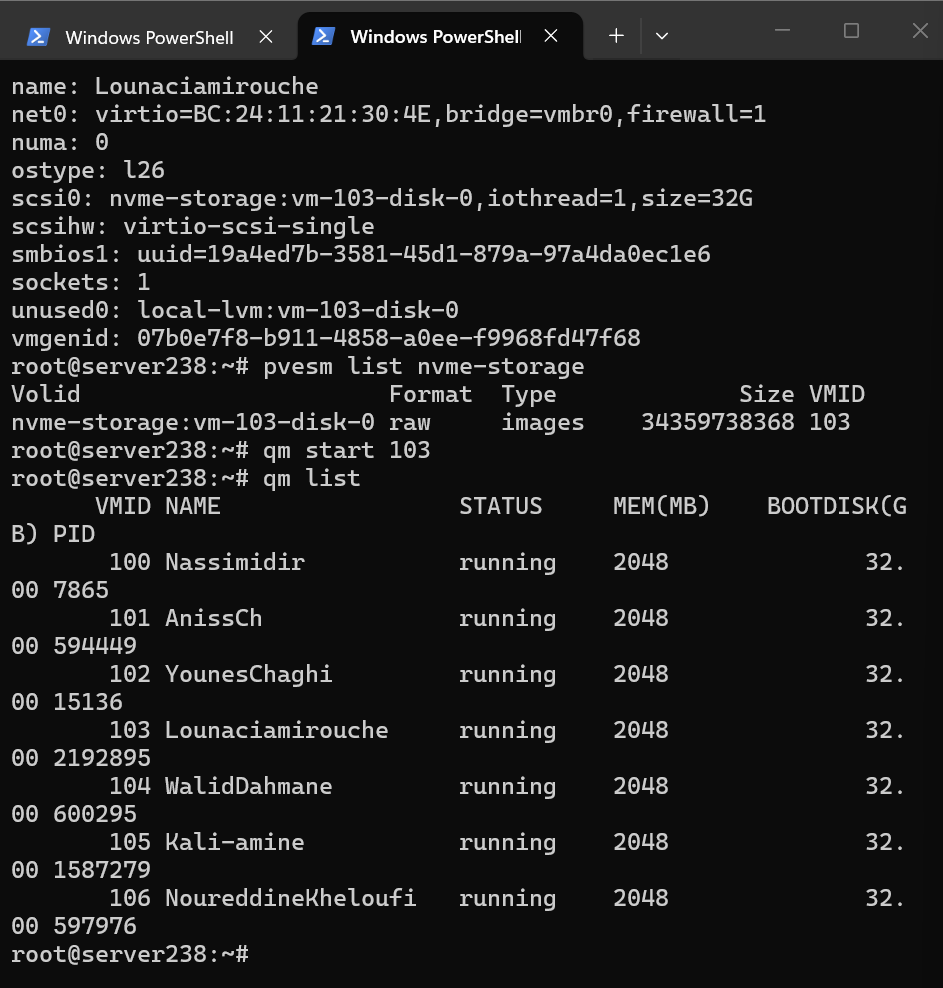 Windows PowerShell
Windows PowerShell
name: Lounaciamirouche
net0: virtio=BC:24:11:21:30:4E,bridge=vmbr0,firewall=1
numa: 0
ostype: l26
scsi0: nvme-storage:vm-103-disk-0,iothread=1,size=32G
scsihw: virtio-scsi-single
smbios1: uuid=19a4ed7b-3581-45d1-879a-97a4da0ec1e6
sockets: 1
unused0: local-lvm:vm-103-disk-0
vmgenid: 07b0e7f8-b911-4858-a0ee-f9968fd47f68
root@server238:~# pvesm list nvme-storage
Volid                      Format  Type               Size VMID
nvme-storage:vm-103-disk-0 raw     images    34359738368 103
root@server238:~# qm start 103
root@server238:~# qm list
      VMID NAME                 STATUS     MEM(MB)    BOOTDISK(G
B) PID
       100 Nassimidir           running    2048              32.
00 7865
       101 AnissCh              running    2048              32.
00 594449
       102 YounesChaghi         running    2048              32.
00 15136
       103 Lounaciamirouche     running    2048              32.
00 2192895
       104 WalidDahmane         running    2048              32.
00 600295
       105 Kali-amine           running    2048              32.
00 1587279
       106 NoureddineKheloufi   running    2048              32.
00 597976
root@server238:~#